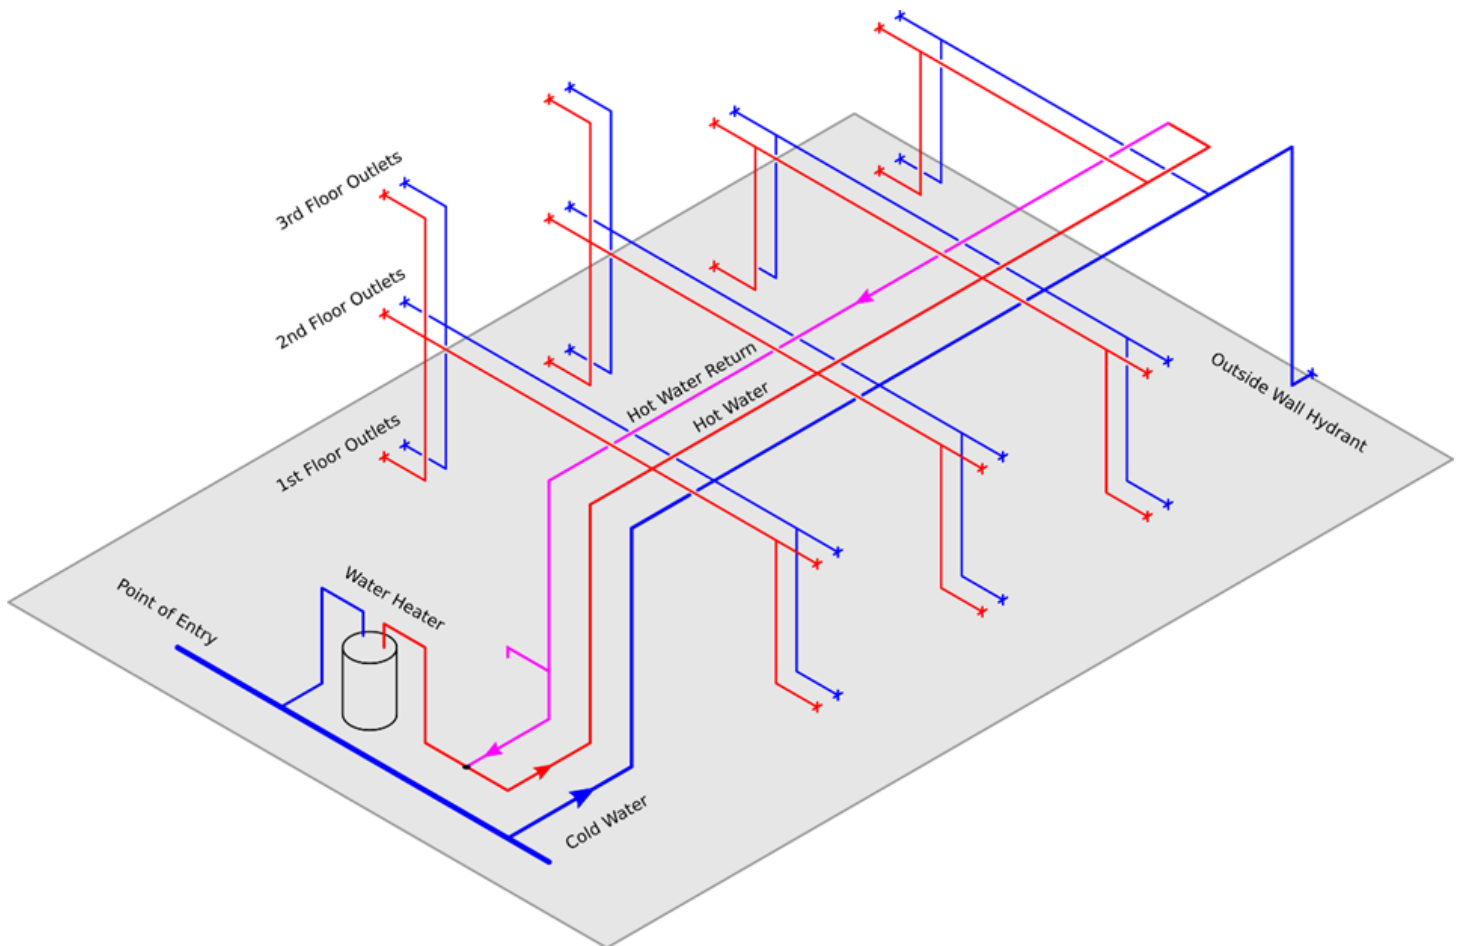 3rd Floor Outlets
2nd Floor Outlets
1st Floor Outlets
Hot Water Return
Hot Water
Outside Wall Hydrant
Point of Entry
Water Heater
Cold Water